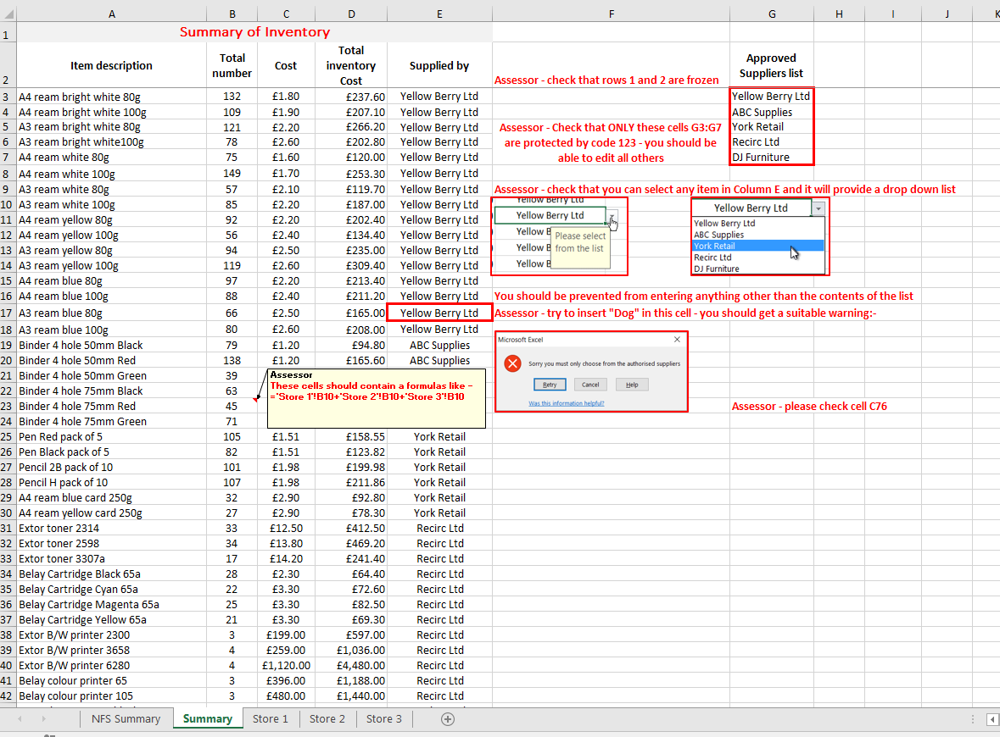 A B C D E F G H I J K
1 Summary of Inventory
2 Item description Total number Cost Total inventory Cost Supplied by Assessor - check that rows 1 and 2 are frozen Approved Suppliers list
3 A4 ream bright white 80g 132 £1.80 £237.60 Yellow Berry Ltd Yellow Berry Ltd
4 A4 ream bright white 100g 109 £1.90 £207.10 Yellow Berry Ltd ABC Supplies
5 A3 ream bright white 80g 121 £2.20 £266.20 Yellow Berry Ltd Assessor - Check that ONLY these cells G3:G7 York Retail
6 A3 ream bright white100g 78 £2.60 £202.80 Yellow Berry Ltd are protected by code 123 - you should be Recirc Ltd
7 A4 ream white 80g 75 £1.60 £120.00 Yellow Berry Ltd able to edit all others DJ Furniture
8 A4 ream white 100g 149 £1.70 £253.30 Yellow Berry Ltd
9 A3 ream white 80g 57 £2.10 £119.70 Yellow Berry Ltd Assessor - check that you can select any item in Column E and it will provide a drop down list
10 A3 ream white 100g 85 £2.20 £187.00 Yellow Berry Ltd Yellow Berry Ltd Yellow Berry Ltd
11 A4 ream yellow 80g 92 £2.20 £202.40 Yellow Berry Ltd Yellow Berry Ltd Yellow Berry Ltd
12 A4 ream yellow 100g 56 £2.40 £134.40 Yellow Berry Ltd Yellow B Please select ABC Supplies
13 A3 ream yellow 80g 94 £2.50 £235.00 Yellow Berry Ltd Yellow B from the list York Retail
14 A3 ream yellow 100g 119 £2.60 £309.40 Yellow Berry Ltd Yellow B Recirc Ltd
DJ Furniture
15 A4 ream blue 80g 97 £2.20 £213.40 Yellow Berry Ltd
16 A4 ream blue 100g 88 £2.40 £211.20 Yellow Berry Ltd You should be prevented from entering anything other than the contents of the list
17 A3 ream blue 80g 66 £2.50 £165.00 Yellow Berry Ltd Assessor - try to insert "Dog" in this cell - you should get a suitable warning:-
18 A3 ream blue 100g 80 £2.60 £208.00 Yellow Berry Ltd
19 Binder 4 hole 50mm Black 79 £1.20 £94.80 ABC Supplies Microsoft Excel
20 Binder 4 hole 50mm Red 138 £1.20 £165.60 ABC Supplies Sorry you must only choose from the authorised suppliers
21 Binder 4 hole 50mm Green 39 Assessor Retry Cancel Help
22 Binder 4 hole 75mm Black 63 These cells should contain a formulas like - ='Store 1'!B10+'Store 2'!B10+'Store 3'!B10 Was this information helpful?
23 Binder 4 hole 75mm Red 45 Assessor - please check cell C76
24 Binder 4 hole 75mm Green 71
25 Pen Red pack of 5 105 £1.51 £158.55 York Retail
26 Pen Black pack of 5 82 £1.51 £123.82 York Retail
27 Pencil 2B pack of 10 101 £1.98 £199.98 York Retail
28 Pencil H pack of 10 107 £1.98 £211.86 York Retail
29 A4 ream blue card 250g 32 £2.90 £92.80 York Retail
30 A4 ream yellow card 250g 27 £2.90 £78.30 York Retail
31 Extor toner 2314 33 £12.50 £412.50 Recirc Ltd
32 Extor toner 2598 34 £13.80 £469.20 Recirc Ltd
33 Extor toner 3307a 17 £14.20 £241.40 Recirc Ltd
34 Belay Cartridge Black 65a 28 £2.30 £64.40 Recirc Ltd
35 Belay Cartridge Cyan 65a 22 £3.30 £72.60 Recirc Ltd
36 Belay Cartridge Magenta 65a 25 £3.30 £82.50 Recirc Ltd
37 Belay Cartridge Yellow 65a 21 £3.30 £69.30 Recirc Ltd
38 Extor B/W printer 2300 3 £199.00 £597.00 Recirc Ltd
39 Extor B/W printer 3658 4 £259.00 £1,036.00 Recirc Ltd
40 Extor B/W printer 6280 4 £1,120.00 £4,480.00 Recirc Ltd
41 Belay colour printer 65 3 £396.00 £1,188.00 Recirc Ltd
42 Belay colour printer 105 3 £480.00 £1,440.00 Recirc Ltd
NFS Summary Summary Store 1 Store 2 Store 3